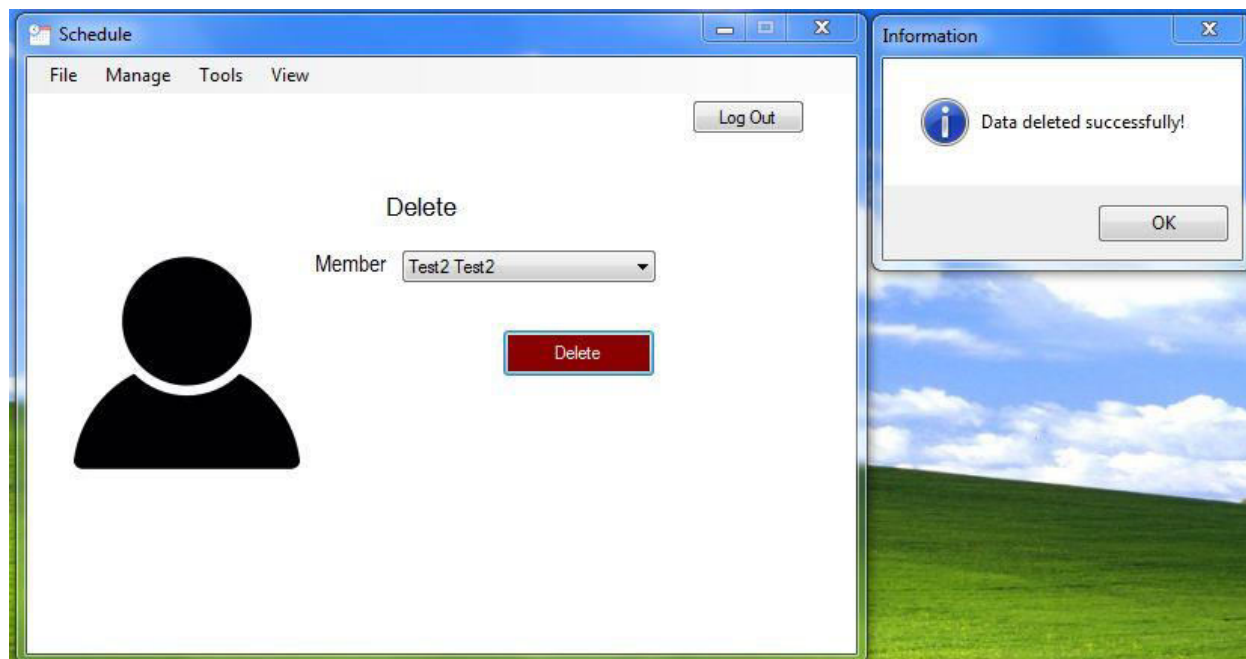 Schedule
File Manage Tools View
Log Out
Delete
Member Test2 Test2
Delete
Information
Data deleted successfully!
OK